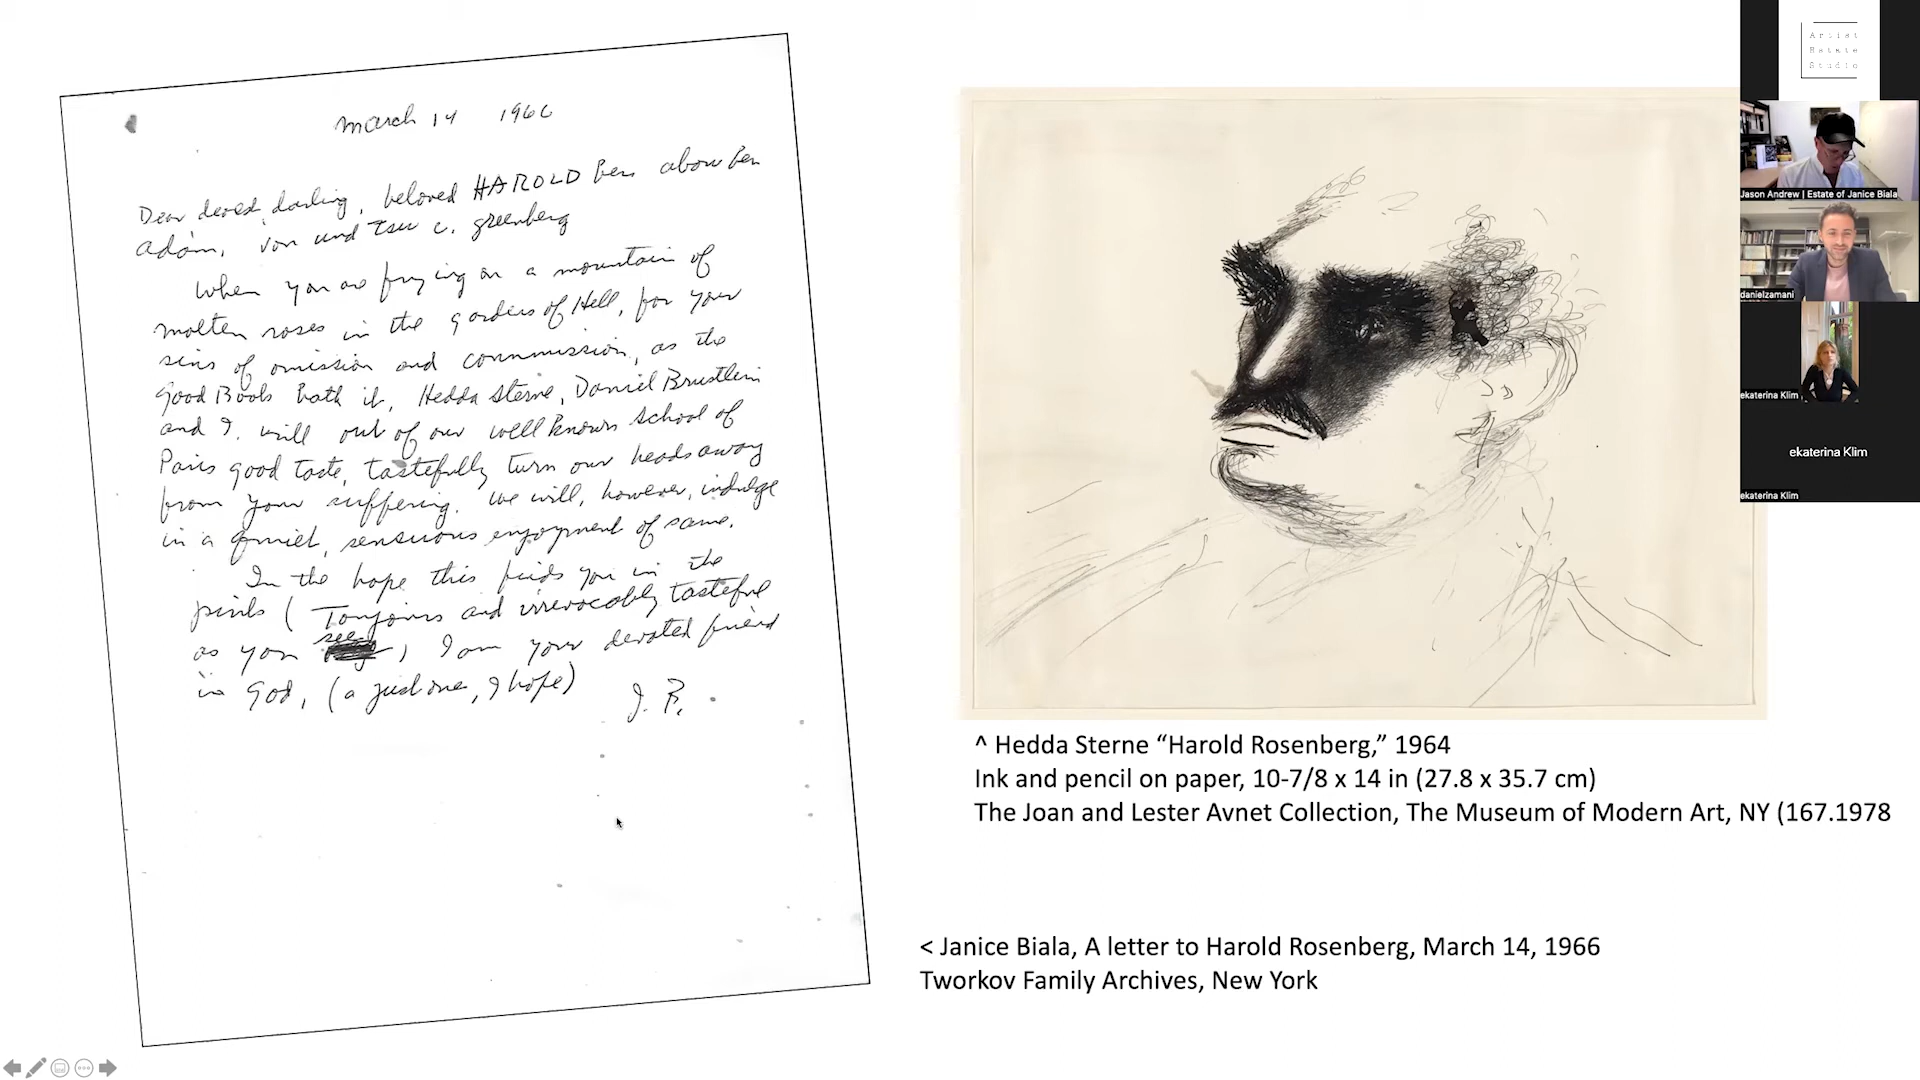 march 14 1966
Dear dered, darling, beloved HAROLD Ben abou Ben
Adam, von und tsu c. greenberg
When you are frying on a mountain of
molten roses in the gardens of Hell, for your
sins of omission and commission, as the
Good Book hath it, Hedda Sterne, Daniel Brustlein
and I. will out of our well known School of
Paris good taste, tastefully turn our heads away
from your suffering. We will, however, indulge
in a quiet, sensuous enjoyment of same.
In the hope this finds you in the
pink (Toujours and irrevocably tasteful
as you see) I am your devoted friend
in God, (a just one, I hope)
J. B.
^ Hedda Sterne “Harold Rosenberg,” 1964
Ink and pencil on paper, 10-7/8 x 14 in (27.8 x 35.7 cm)
The Joan and Lester Avnet Collection, The Museum of Modern Art, NY (167.1978
< Janice Biala, A letter to Harold Rosenberg, March 14, 1966
Tworkov Family Archives, New York
Artist
Estate
Studio
Jason Andrew | Estate of Janice Biala
danielzamani
ekaterina Klim
ekaterina Klim
ekaterina Klim